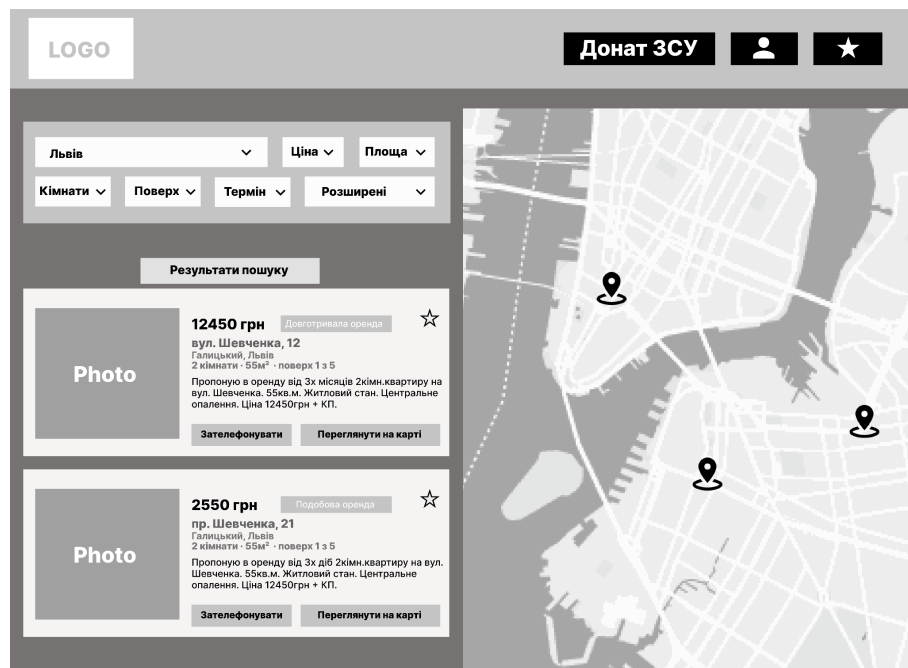 LOGO
Донат ЗСУ
Львів
Ціна
Площа
Кімнати
Поверх
Термін
Розширені
Результати пошуку
Photo
12450 грн
Довготривала оренда
вул. Шевченка, 12
Галицький, Львів
2 кімнати · 55м² · поверх 1 з 5
Пропоную в оренду від 3х місяців 2кімн.квартиру на
вул. Шевченка. 55кв.м. Житловий стан. Центральне
опалення. Ціна 12450грн + КП.
Зателефонувати
Переглянути на карті
Photo
2550 грн
Подобова оренда
пр. Шевченка, 21
Галицький, Львів
2 кімнати · 55м² · поверх 1 з 5
Пропоную в оренду від 3х діб 2кімн.квартиру на вул.
Шевченка. 55кв.м. Житловий стан. Центральне
опалення. Ціна 12450грн + КП.
Зателефонувати
Переглянути на карті